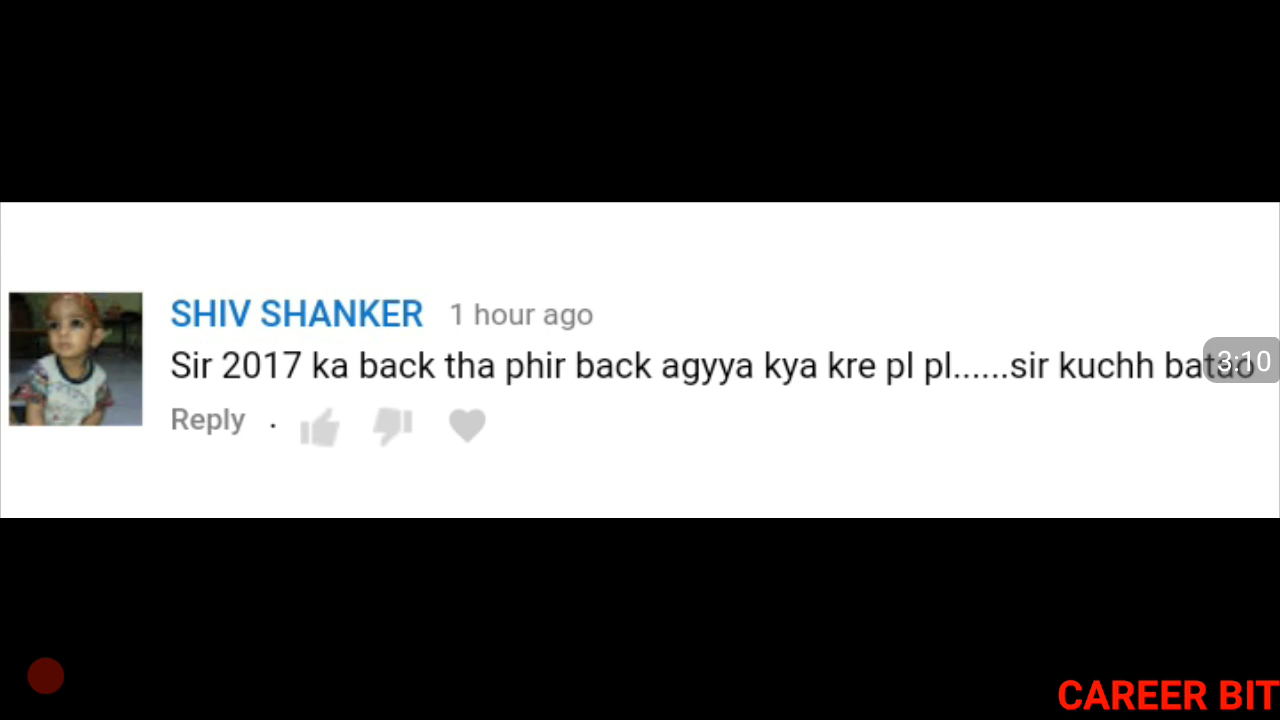 SHIV SHANKER 1 hour ago
Sir 2017 ka back tha phir back agyya kya kre pl pl......sir kuchh batao
3:10
Reply .
CAREER BIT